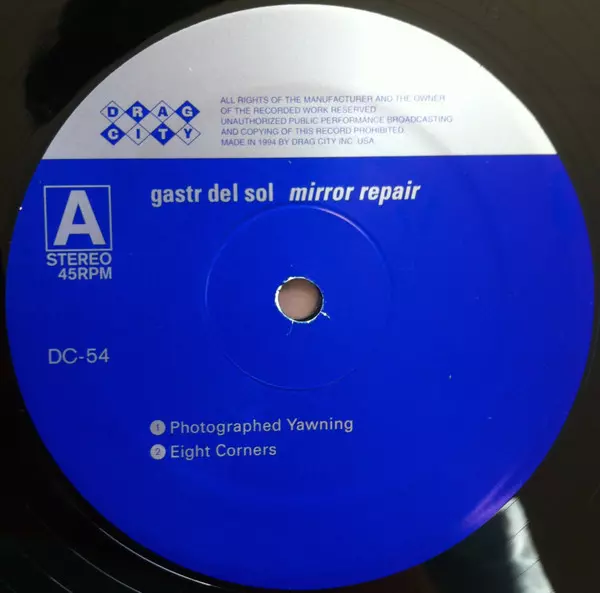 DRAG
CITY
ALL RIGHTS OF THE MANUFACTURER AND THE OWNER
OF THE RECORDED WORK RESERVED
UNAUTHORIZED PUBLIC PERFORMANCE BROADCASTING
AND COPYING OF THIS RECORD PROHIBITED
MADE IN 1994 BY DRAG CITY INC. USA.
gastr del sol mirror repair
A
STEREO
45RPM
DC-54
1 Photographed Yawning
2 Eight Corners